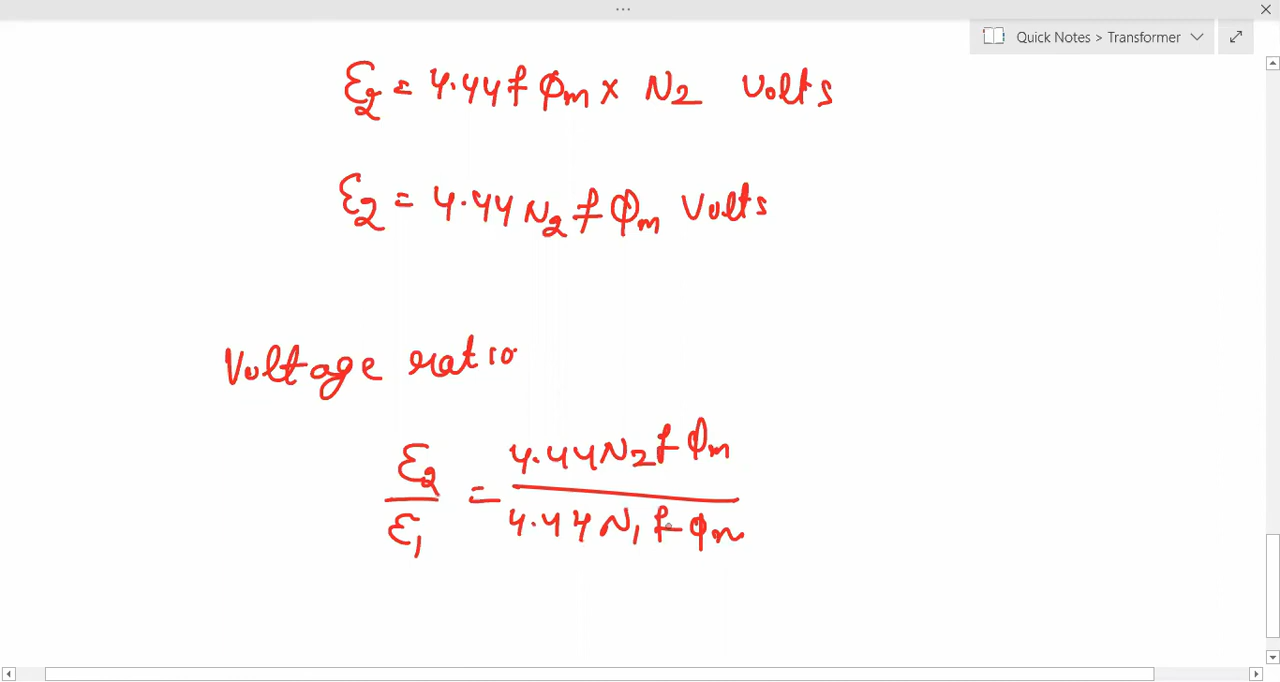 ...
Quick Notes > Transformer
E2 = 4.44 f ϕm × N2 volts
E2 = 4.44 N2 f ϕm Volts
Voltage ratio
E2 / E1 = 4.44 N2 f ϕm / 4.44 N1 f ϕm